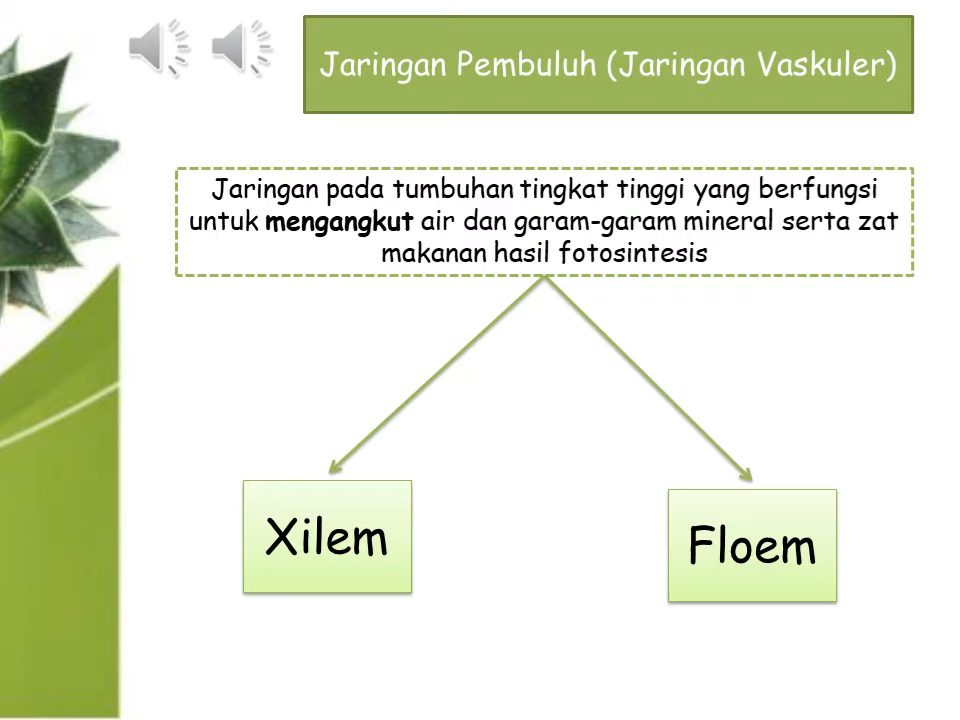 Jaringan Pembuluh (Jaringan Vaskuler)
Jaringan pada tumbuhan tingkat tinggi yang berfungsi
untuk mengangkut air dan garam-garam mineral serta zat
makanan hasil fotosintesis
Xilem
Floem